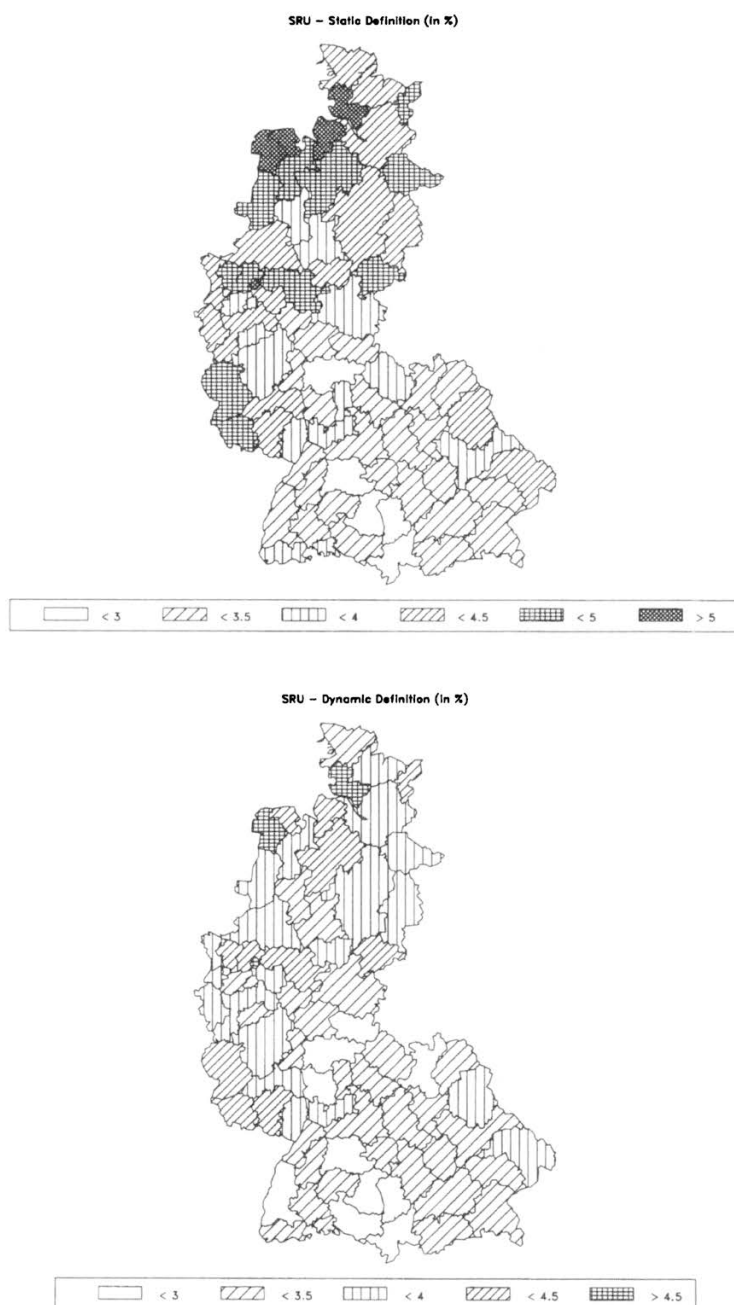 SRU - Static Definition (in %)
< 3 < 3.5 < 4 < 4.5 < 5 > 5
SRU - Dynamic Definition (in %)
< 3 < 3.5 < 4 < 4.5 > 4.5